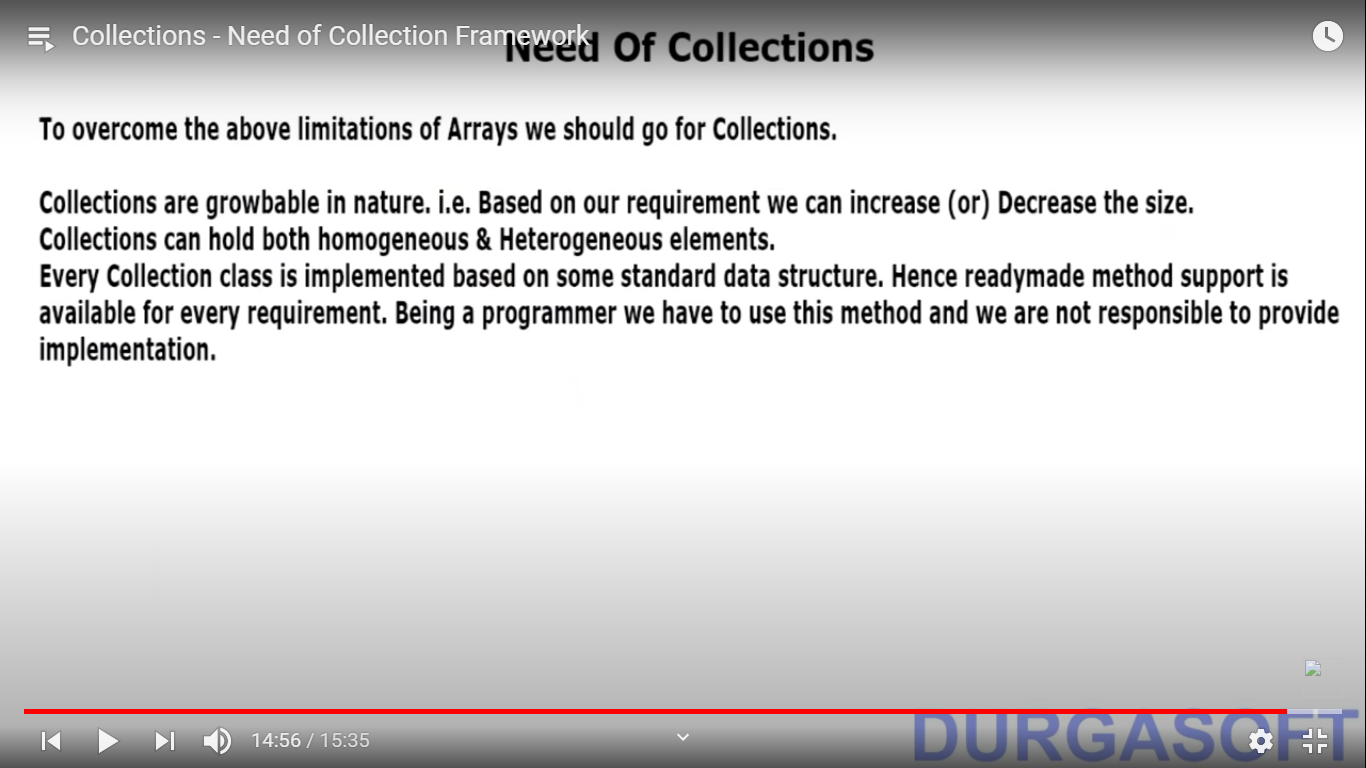 Collections - Need of Collection Framework
Need Of Collections
To overcome the above limitations of Arrays we should go for Collections.
Collections are growbable in nature. i.e. Based on our requirement we can increase (or) Decrease the size.
Collections can hold both homogeneous & Heterogeneous elements.
Every Collection class is implemented based on some standard data structure. Hence readymade method support is
available for every requirement. Being a programmer we have to use this method and we are not responsible to provide
implementation.
14:56 / 15:35
DURGASOFT